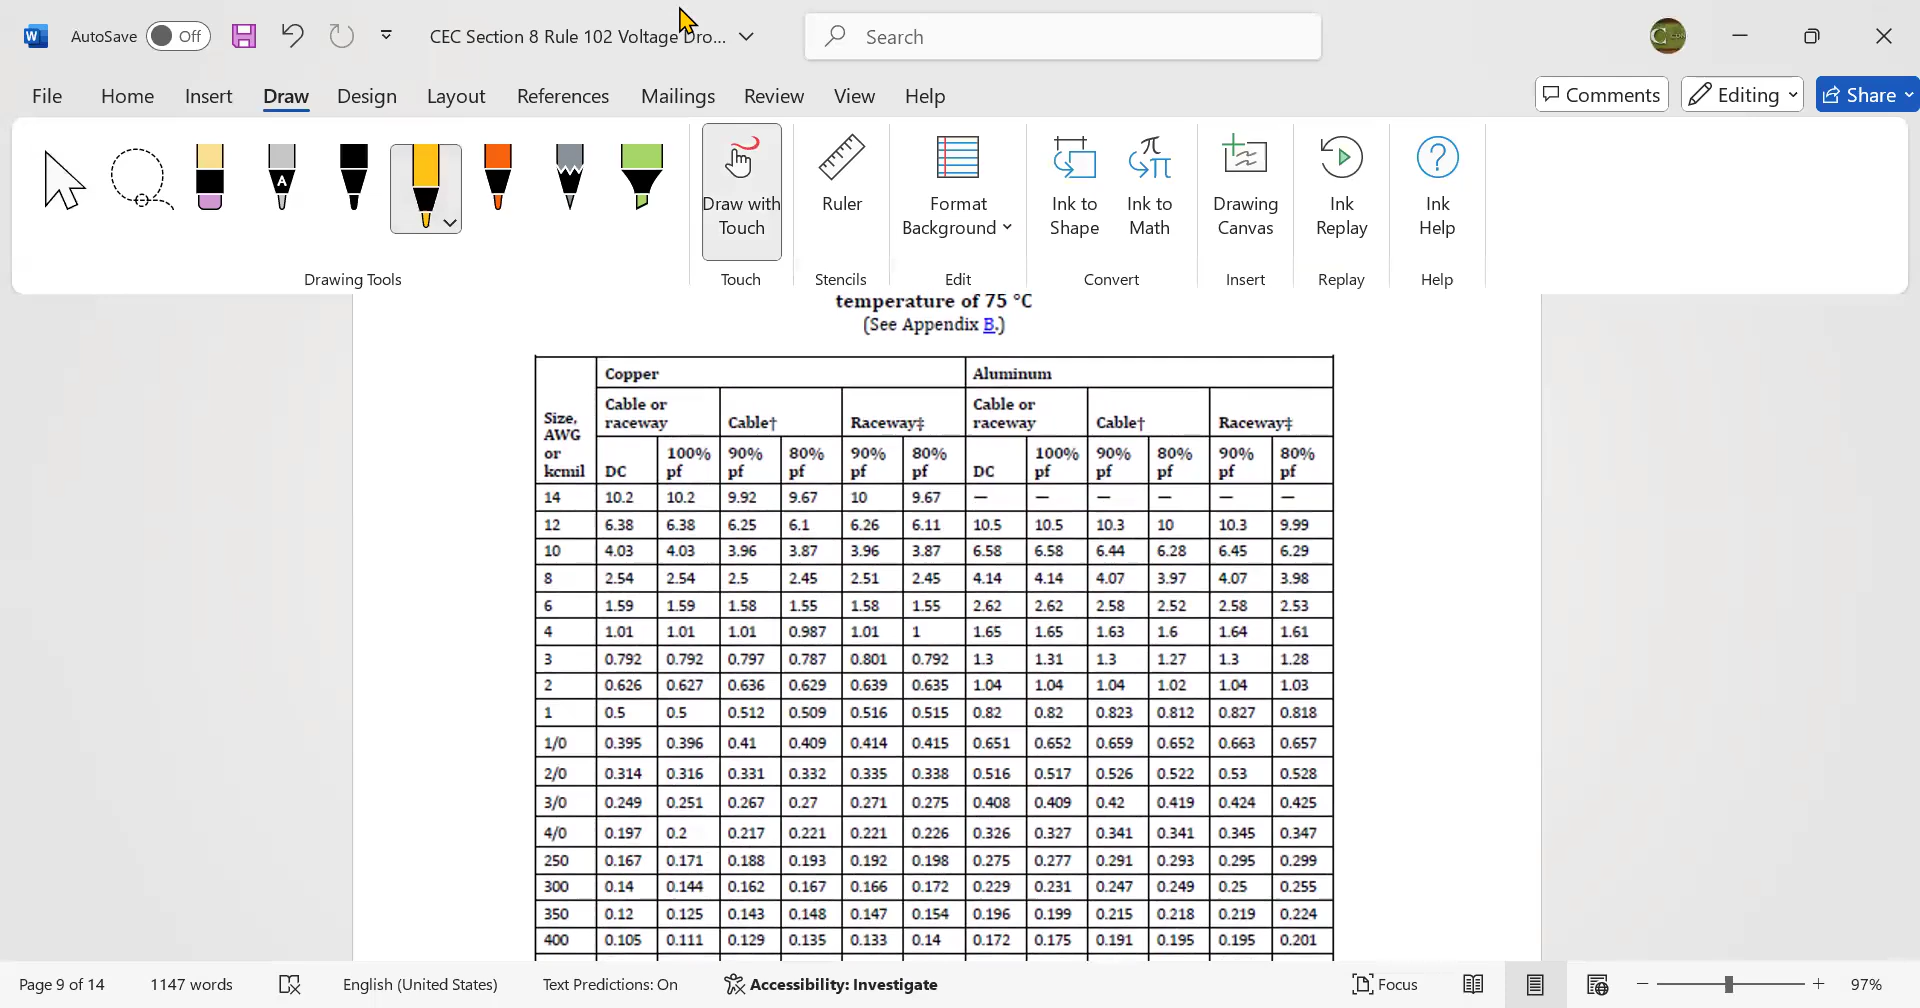 AutoSave Off CEC Section 8 Rule 102 Voltage Dro... Search
File Home Insert Draw Design Layout References Mailings Review View Help Comments Editing Share
A
Draw with Touch
Ruler
Format Background
Ink to Shape
Ink to Math
Drawing Canvas
Ink Replay
Ink Help
Drawing Tools Touch Stencils Edit Convert Insert Replay Help
temperature of 75 °C
(See Appendix B.)
Size, AWG or kcmil Copper Aluminum
Cable or raceway Cable† Raceway‡ Cable or raceway Cable† Raceway‡
DC 100% pf 90% pf 80% pf 90% pf 80% pf DC 100% pf 90% pf 80% pf 90% pf 80% pf
14 10.2 10.2 9.92 9.67 10 9.67 — — — — — —
12 6.38 6.38 6.25 6.1 6.26 6.11 10.5 10.5 10.3 10 10.3 9.99
10 4.03 4.03 3.96 3.87 3.96 3.87 6.58 6.58 6.44 6.28 6.45 6.29
8 2.54 2.54 2.5 2.45 2.51 2.45 4.14 4.14 4.07 3.97 4.07 3.98
6 1.59 1.59 1.58 1.55 1.58 1.55 2.62 2.62 2.58 2.52 2.58 2.53
4 1.01 1.01 1.01 0.987 1.01 1 1.65 1.65 1.63 1.6 1.64 1.61
3 0.792 0.792 0.797 0.787 0.801 0.792 1.3 1.31 1.3 1.27 1.3 1.28
2 0.626 0.627 0.636 0.629 0.639 0.635 1.04 1.04 1.04 1.02 1.04 1.03
1 0.5 0.5 0.512 0.509 0.516 0.515 0.82 0.82 0.823 0.812 0.827 0.818
1/0 0.395 0.396 0.41 0.409 0.414 0.415 0.651 0.652 0.659 0.652 0.663 0.657
2/0 0.314 0.316 0.331 0.332 0.335 0.338 0.516 0.517 0.526 0.522 0.53 0.528
3/0 0.249 0.251 0.267 0.27 0.271 0.275 0.408 0.409 0.42 0.419 0.424 0.425
4/0 0.197 0.2 0.217 0.221 0.221 0.226 0.326 0.327 0.341 0.341 0.345 0.347
250 0.167 0.171 0.188 0.193 0.192 0.198 0.275 0.277 0.291 0.293 0.295 0.299
300 0.14 0.144 0.162 0.167 0.166 0.172 0.229 0.231 0.247 0.249 0.25 0.255
350 0.12 0.125 0.143 0.148 0.147 0.154 0.196 0.199 0.215 0.218 0.219 0.224
400 0.105 0.111 0.129 0.135 0.133 0.14 0.172 0.175 0.191 0.195 0.195 0.201
Page 9 of 14 1147 words English (United States) Text Predictions: On Accessibility: Investigate Focus 97%